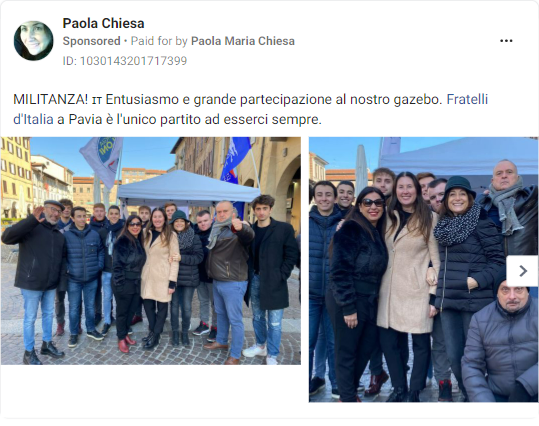 Paola Chiesa
Sponsored • Paid for by Paola Maria Chiesa
ID: 1030143201717399
MILITANZA! IT Entusiasmo e grande partecipazione al nostro gazebo. Fratelli
d'Italia a Pavia è l'unico partito ad esserci sempre.